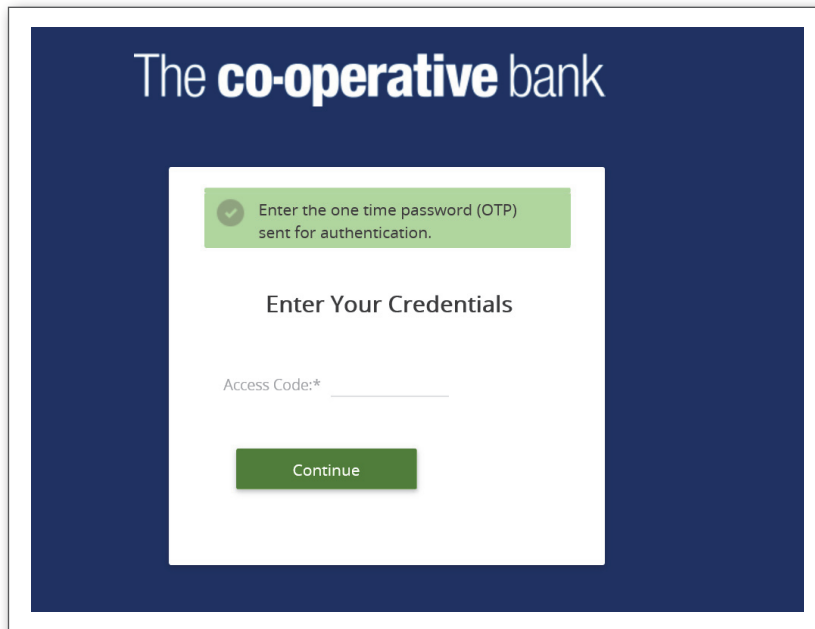 The co-operative bank
Enter the one time password (OTP)
sent for authentication.
Enter Your Credentials
Access Code:*
Continue